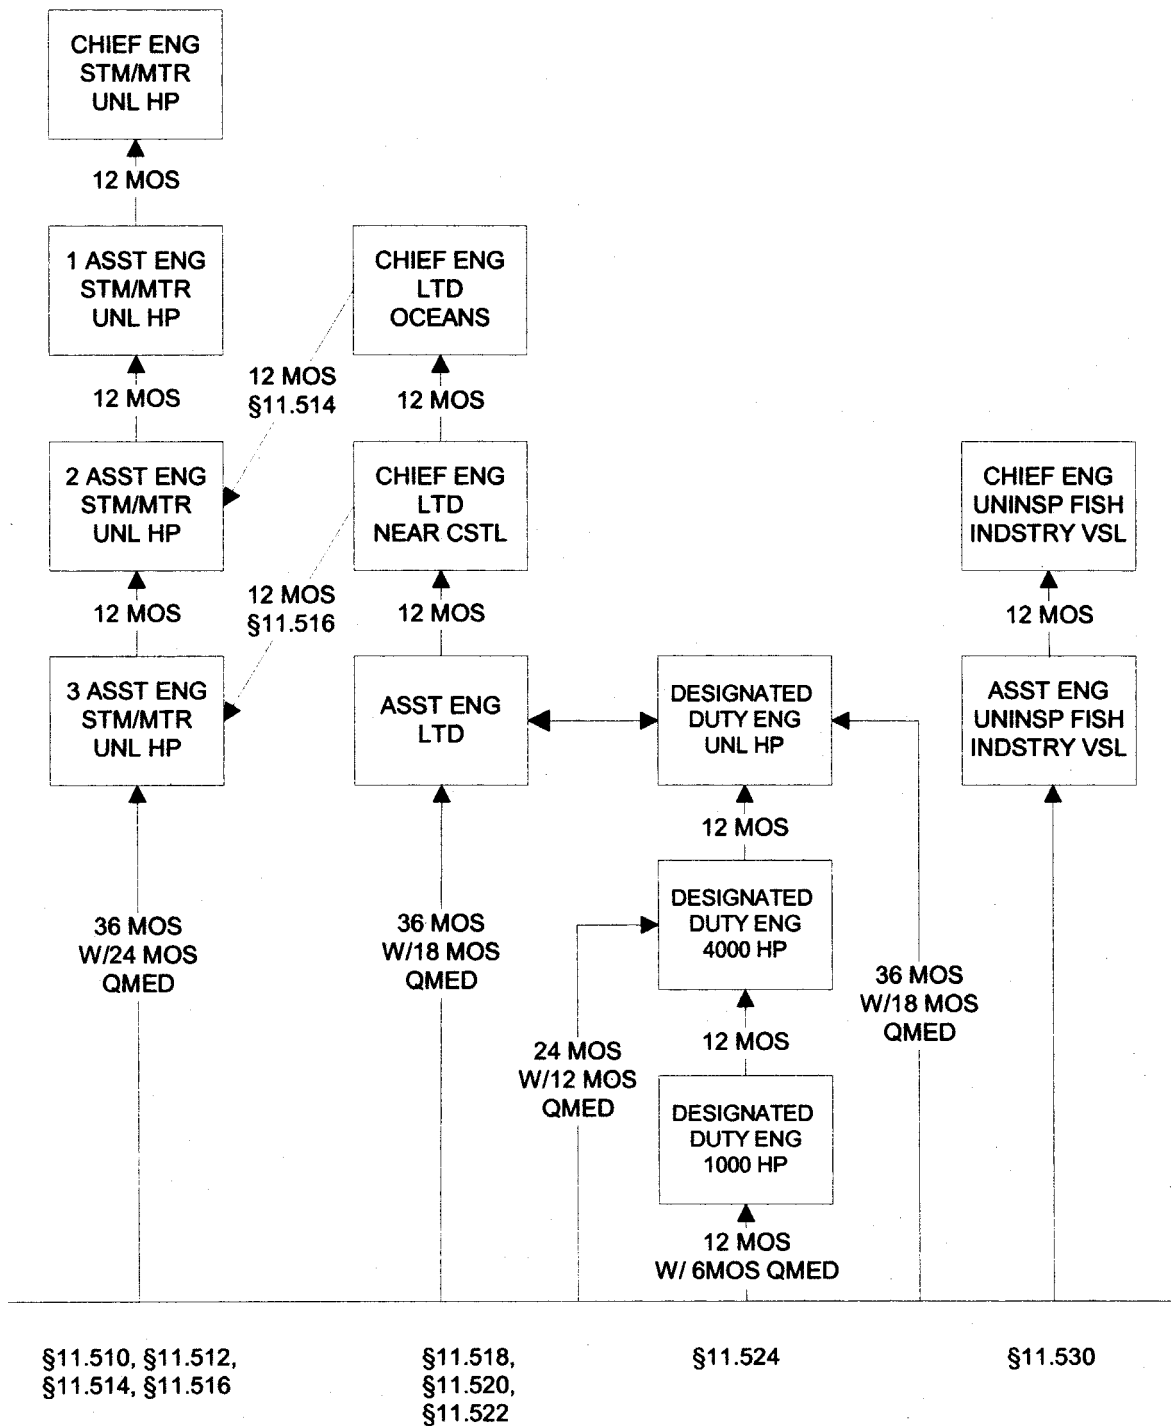 CHIEF ENG
STM/MTR
UNL HP
12 MOS
1 ASST ENG
STM/MTR
UNL HP
CHIEF ENG
LTD
OCEANS
12 MOS
12 MOS
§11.514
12 MOS
2 ASST ENG
STM/MTR
UNL HP
CHIEF ENG
LTD
NEAR CSTL
CHIEF ENG
UNINSP FISH
INDSTRY VSL
12 MOS
12 MOS
§11.516
12 MOS
12 MOS
3 ASST ENG
STM/MTR
UNL HP
ASST ENG
LTD
DESIGNATED
DUTY ENG
UNL HP
ASST ENG
UNINSP FISH
INDSTRY VSL
12 MOS
DESIGNATED
DUTY ENG
4000 HP
36 MOS
W/24 MOS
QMED
36 MOS
W/18 MOS
QMED
36 MOS
W/18 MOS
QMED
12 MOS
24 MOS
W/12 MOS
QMED
DESIGNATED
DUTY ENG
1000 HP
12 MOS
W/ 6MOS QMED
§11.510, §11.512,
§11.514, §11.516
§11.518,
§11.520,
§11.522
§11.524
§11.530